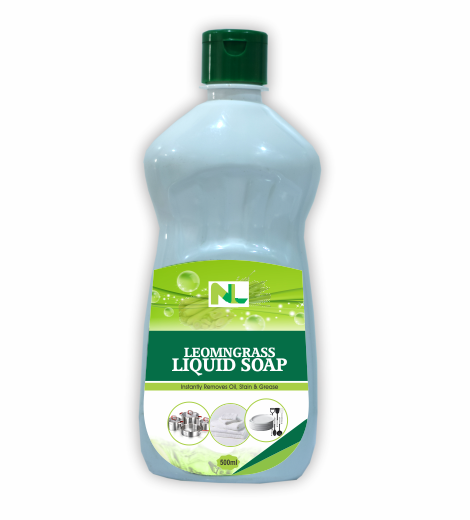 NL
LEOMNGRASS
LIQUID SOAP
Instantly Removes Oil, Stain & Grease
500ml